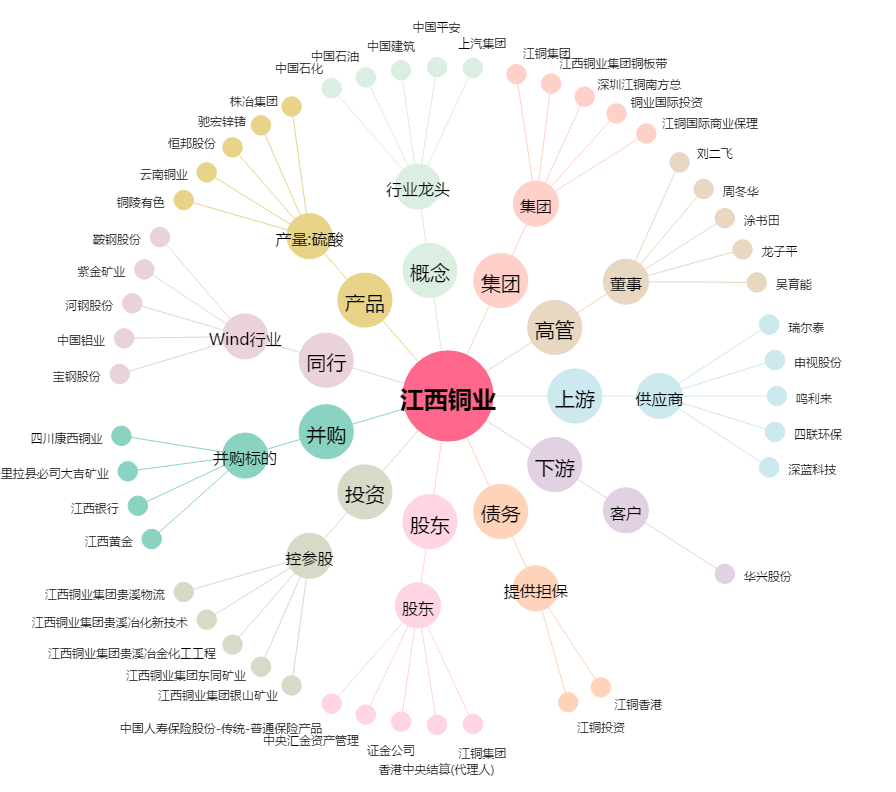 中国平安
中国建筑
上汽集团
中国石油
中国石化
江铜集团
江西铜业集团铜板带
深圳江铜南方总
铜业国际投资
江铜国际商业保理
株冶集团
驰宏锌锗
恒邦股份
云南铜业
铜陵有色
行业龙头
集团
刘二飞
周冬华
涂书田
龙子平
吴育能
产量:硫酸
鞍钢股份
紫金矿业
河钢股份
中国铝业
宝钢股份
概念
集团
董事
产品
高管
Wind行业
同行
瑞尔泰
申视股份
鸣利来
四联环保
深蓝科技
江西铜业
上游
供应商
并购
并购标的
四川康西铜业
里拉县必司大吉矿业
江西银行
江西黄金
下游
投资
股东
债务
客户
华兴股份
控参股
江西铜业集团贵溪物流
江西铜业集团贵溪冶化新技术
江西铜业集团贵溪冶金化工工程
江西铜业集团东同矿业
江西铜业集团银山矿业
股东
提供担保
江铜香港
江铜投资
中国人寿保险股份-传统-普通保险产品
中央汇金资产管理
证金公司
江铜集团
香港中央结算(代理人)